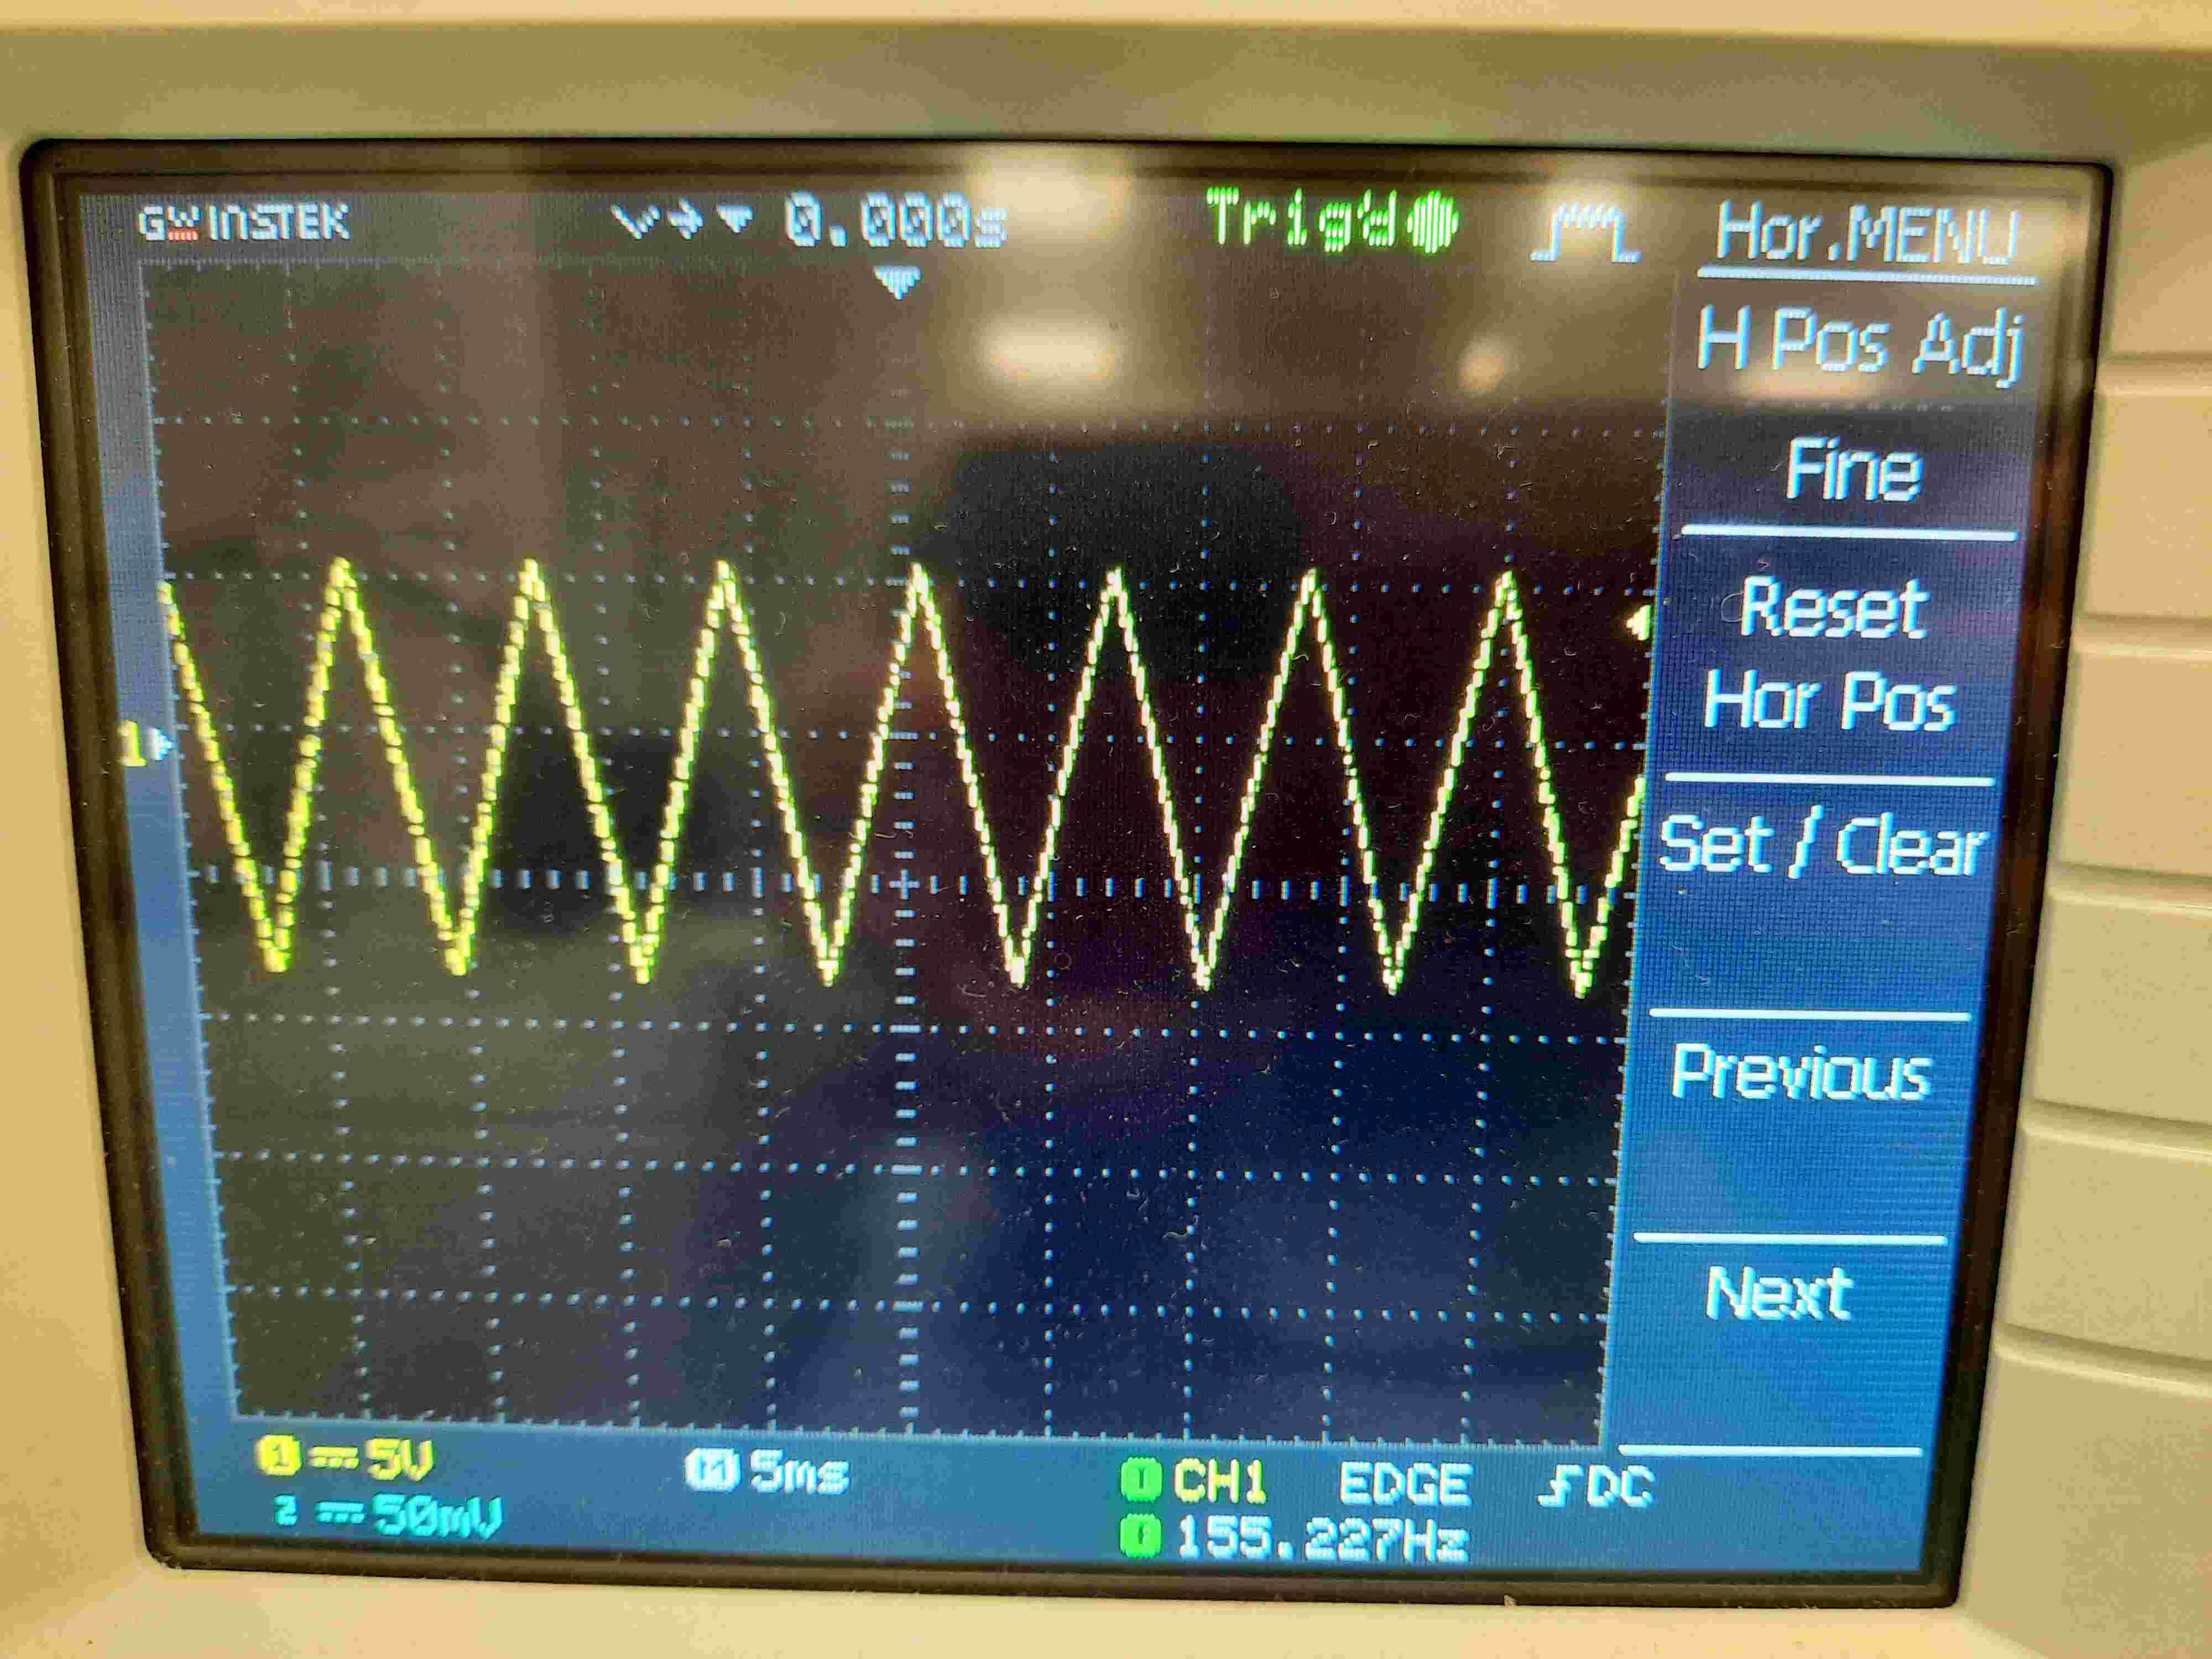 GW INSTEK 0.000s Trig'd Hor.MENU
H Pos Adj
Fine
Reset
Hor Pos
1
Set / Clear
Previous
Next
1 5V M 5ms T CH1 EDGE DC
2 50mV F 155.227Hz